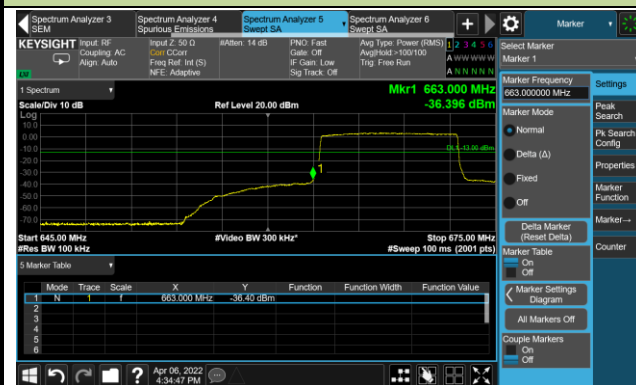 Spectrum Analyzer 3
SEM
Spectrum Analyzer 4
Spurious Emissions
Spectrum Analyzer 5
Swept SA
Spectrum Analyzer 6
Swept SA
Marker
KEYSIGHT
Input: RF
Coupling: AC
Align: Auto
Input Z: 50 Ω
Corr CCorr
Freq Ref: Int (S)
NFE: Adaptive
#Atten: 14 dB
PNO: Fast
Gate: Off
IF Gain: Low
Sig Track: Off
Avg Type: Power (RMS)
Avg|Hold:>100/100
Trig: Free Run
1 2 3 4 5 6
A W W W W W
A N N N N N
LXI
Select Marker
Marker 1
1 Spectrum
Mkr1 663.000 MHz
-36.396 dBm
Scale/Div 10 dB
Ref Level 20.00 dBm
Log
10.0
0.00
-10.0
-20.0
-30.0
-40.0
-50.0
-60.0
-70.0
DL1 -13.00 dBm
1
Start 645.00 MHz
#Video BW 300 kHz*
Stop 675.00 MHz
#Res BW 100 kHz
#Sweep 100 ms (2001 pts)
5 Marker Table
Mode Trace Scale X Y Function Function Width Function Value
1 N 1 f 663.000 MHz -36.40 dBm
2
3
4
5
6
Marker Frequency
663.000000 MHz
Marker Mode
Normal
Delta (Δ)
Fixed
Off
Delta Marker
(Reset Delta)
Marker Table
On
Off
Marker Settings
Diagram
All Markers Off
Couple Markers
On
Off
Settings
Peak
Search
Pk Search
Config
Properties
Marker
Function
Marker→
Counter
Apr 06, 2022
4:34:47 PM